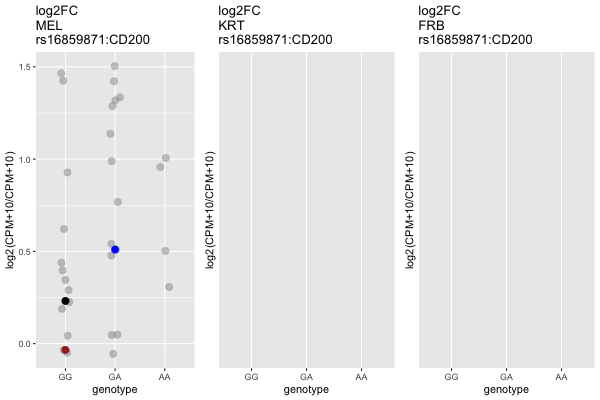 log2FC
MEL
rs16859871:CD200
log2FC
KRT
rs16859871:CD200
log2FC
FRB
rs16859871:CD200
log2(CPM+10/CPM+10)
1.5
1.0
0.5
0.0
GG GA AA
genotype
log2(CPM+10/CPM+10)
GG GA AA
genotype
log2(CPM+10/CPM+10)
GG GA AA
genotype